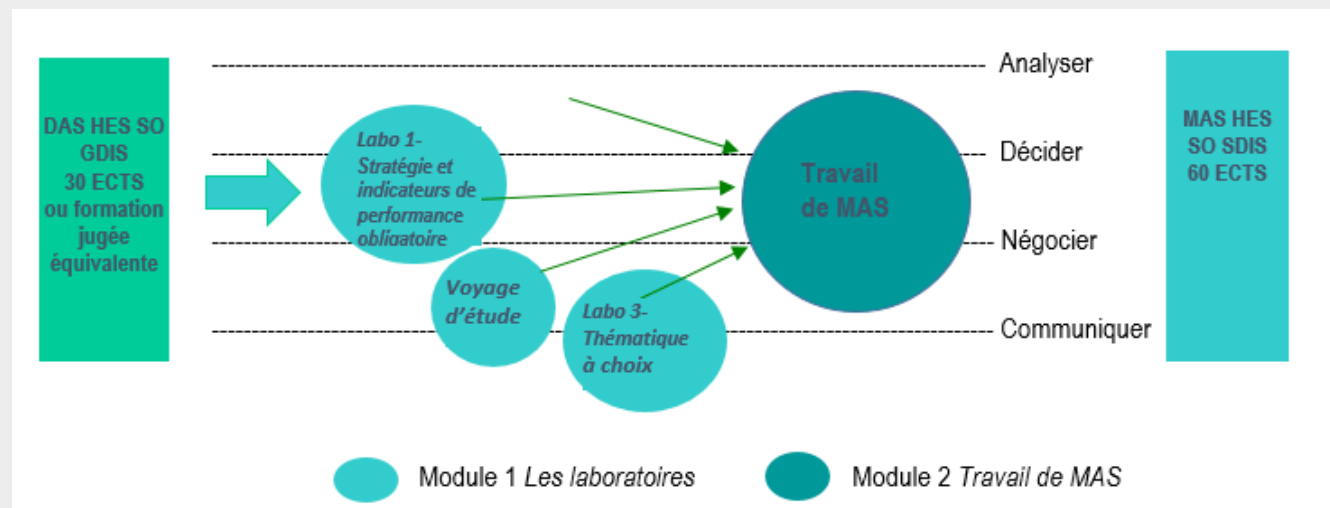 DAS HES SO
GDIS
30 ECTS
ou formation
jugée
équivalente
Labo 1-
Stratégie et
indicateurs de
performance
obligatoire
Voyage
d'étude
Labo 3-
Thématique
à choix
Travail
de MAS
Analyser
Décider
Négocier
Communiquer
MAS HES
SO SDIS
60 ECTS
Module 1 Les laboratoires
Module 2 Travail de MAS